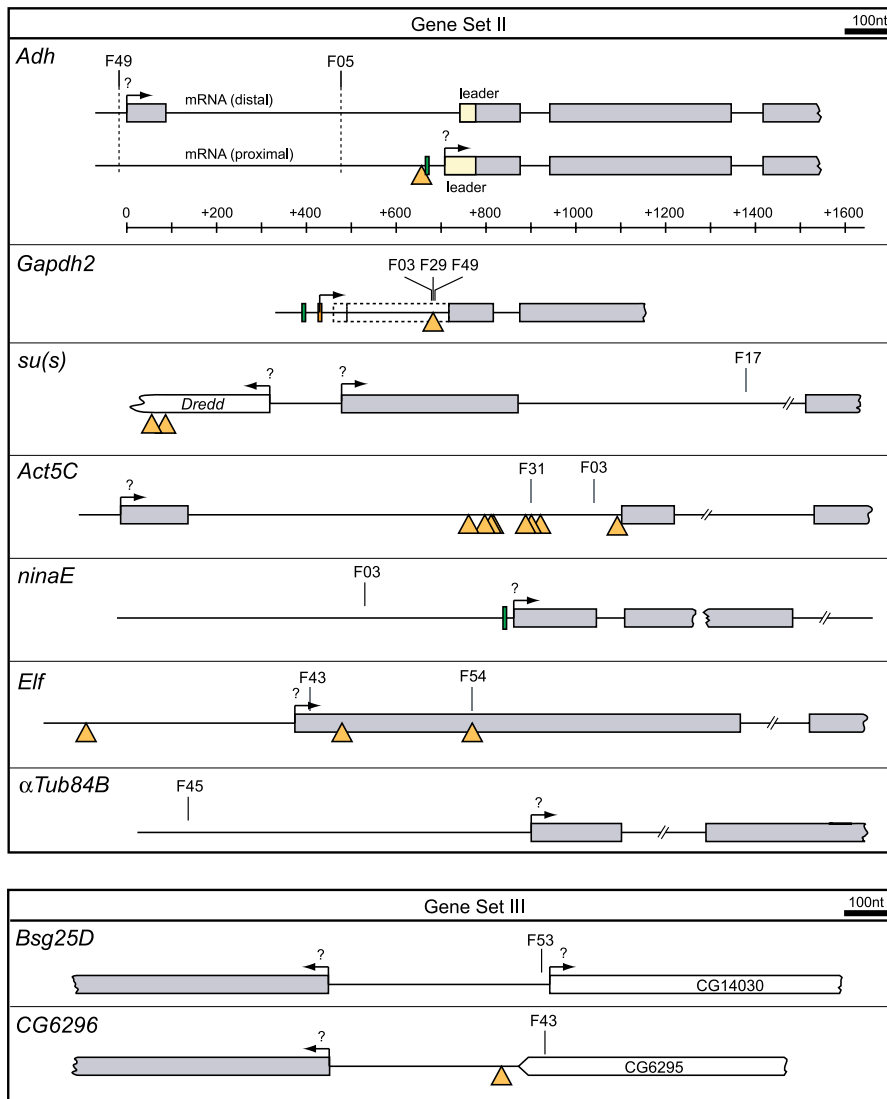 Gene Set II
100nt
Adh
F49
F05
?
mRNA (distal)
leader
?
mRNA (proximal)
leader
0
+200
+400
+600
+800
+1000
+1200
+1400
+1600
Gapdh2
F03 F29 F49
su(s)
F17
?
?
Dredd
Act5C
F31
F03
?
ninaE
F03
?
Elf
F43
F54
?
αTub84B
F45
?
Gene Set III
100nt
Bsg25D
F53
?
?
CG14030
CG6296
F43
?
CG6295